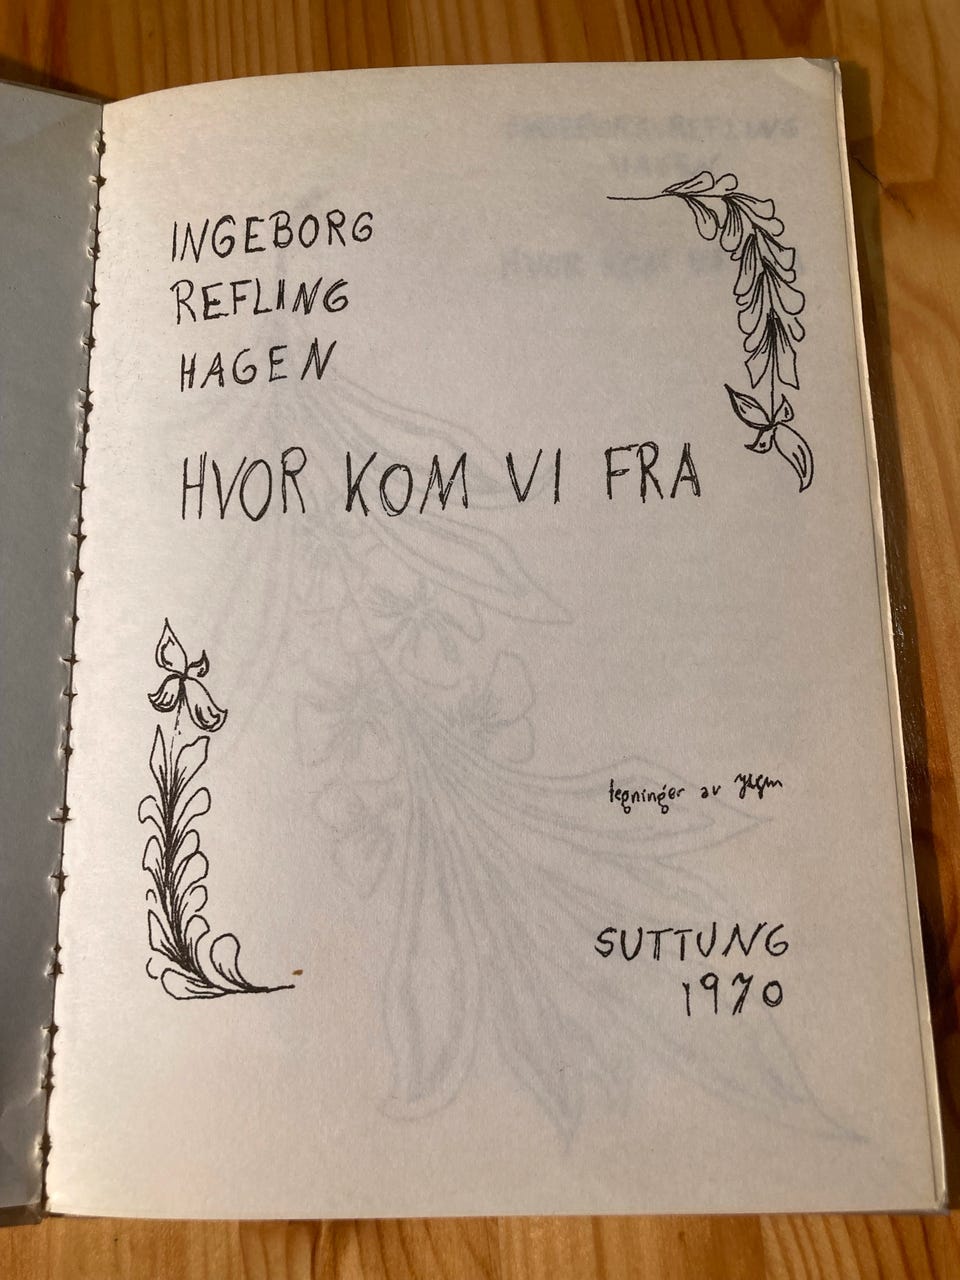 INGEBORG
REFLING
HAGEN
HVOR KOM VI FRA
tegninger av
SUTTUNG
1970